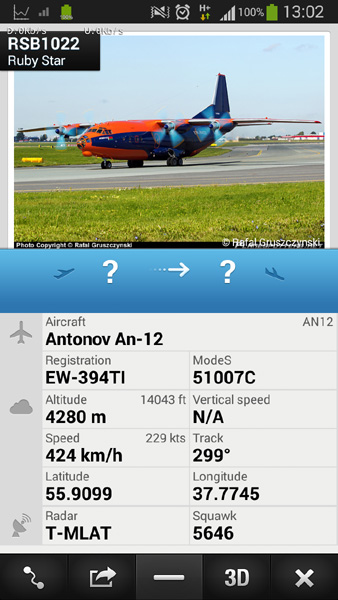 0.0KB/s 0.0KB/s
H+ 100% 13:02
RSB1022
Ruby Star
Photo Copyright © Rafal Gruszczynski
© Rafal Gruszczynski
? ?
Aircraft AN12
Antonov An-12
Registration ModeS
EW-394TI 51007C
Altitude 14043 ft Vertical speed
4280 m N/A
Speed 229 kts Track
424 km/h 299°
Latitude Longitude
55.9099 37.7745
Radar Squawk
T-MLAT 5646
3D